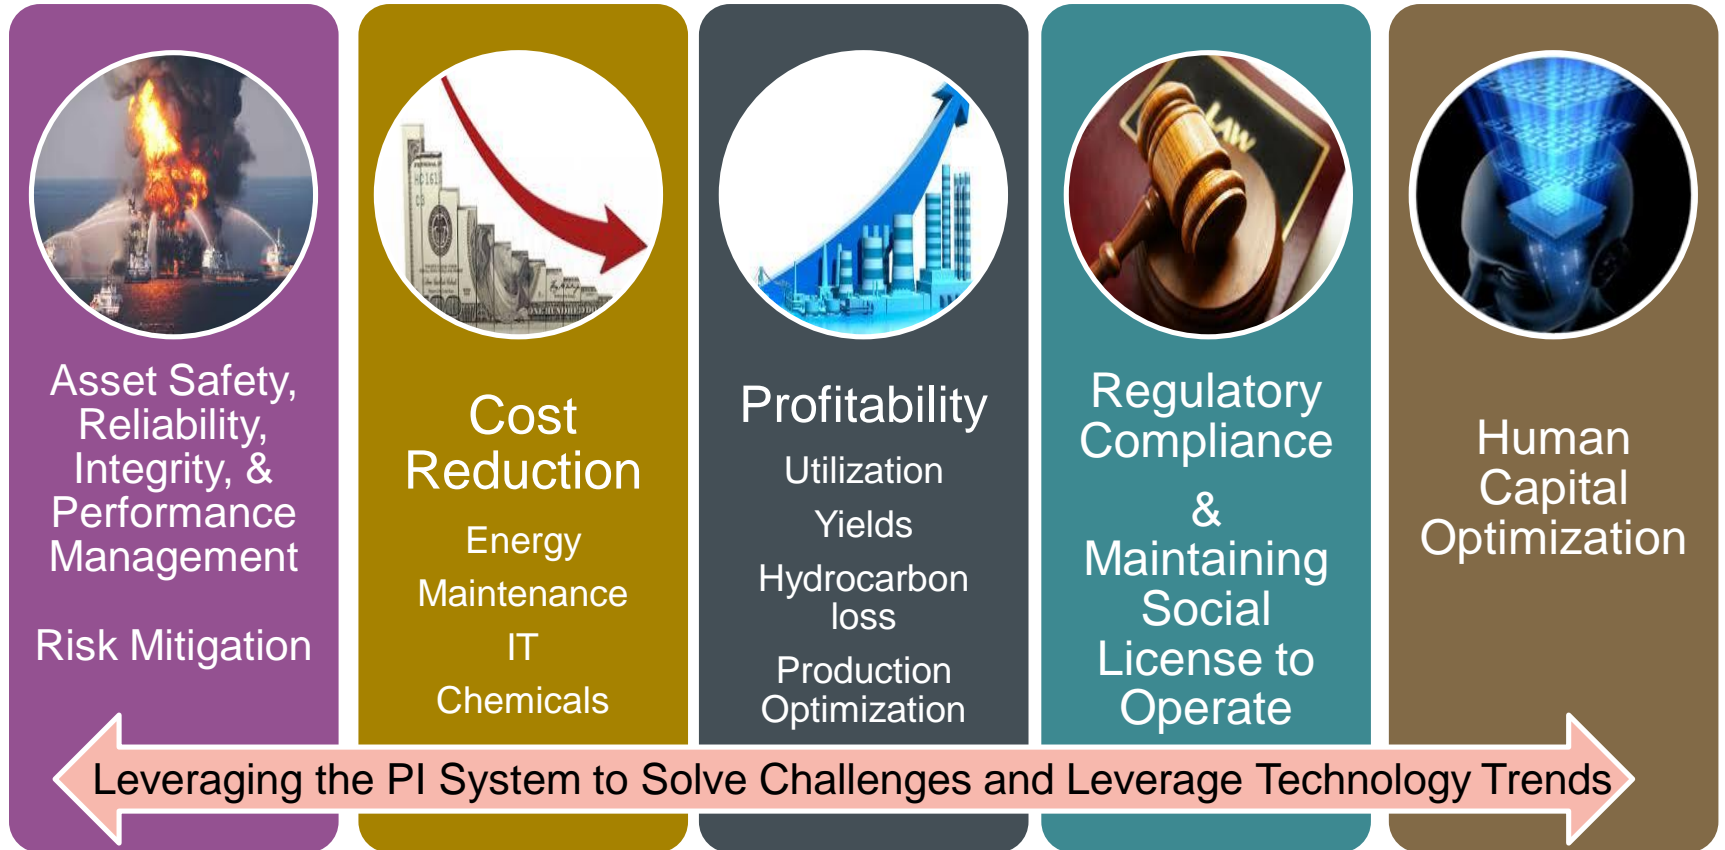 Asset Safety,
Reliability,
Integrity, &
Performance
Management
Risk Mitigation
Cost
Reduction
Energy
Maintenance
IT
Chemicals
Profitability
Utilization
Yields
Hydrocarbon
loss
Production
Optimization
LAW
Regulatory
Compliance
&
Maintaining
Social
License to
Operate
Human
Capital
Optimization
Leveraging the PI System to Solve Challenges and Leverage Technology Trends